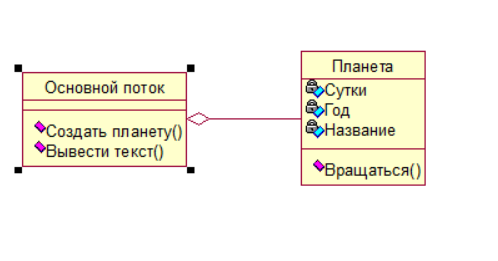 Основной поток
Создать планету()
Вывести текст()
Планета
Сутки
Год
Название
Вращаться()